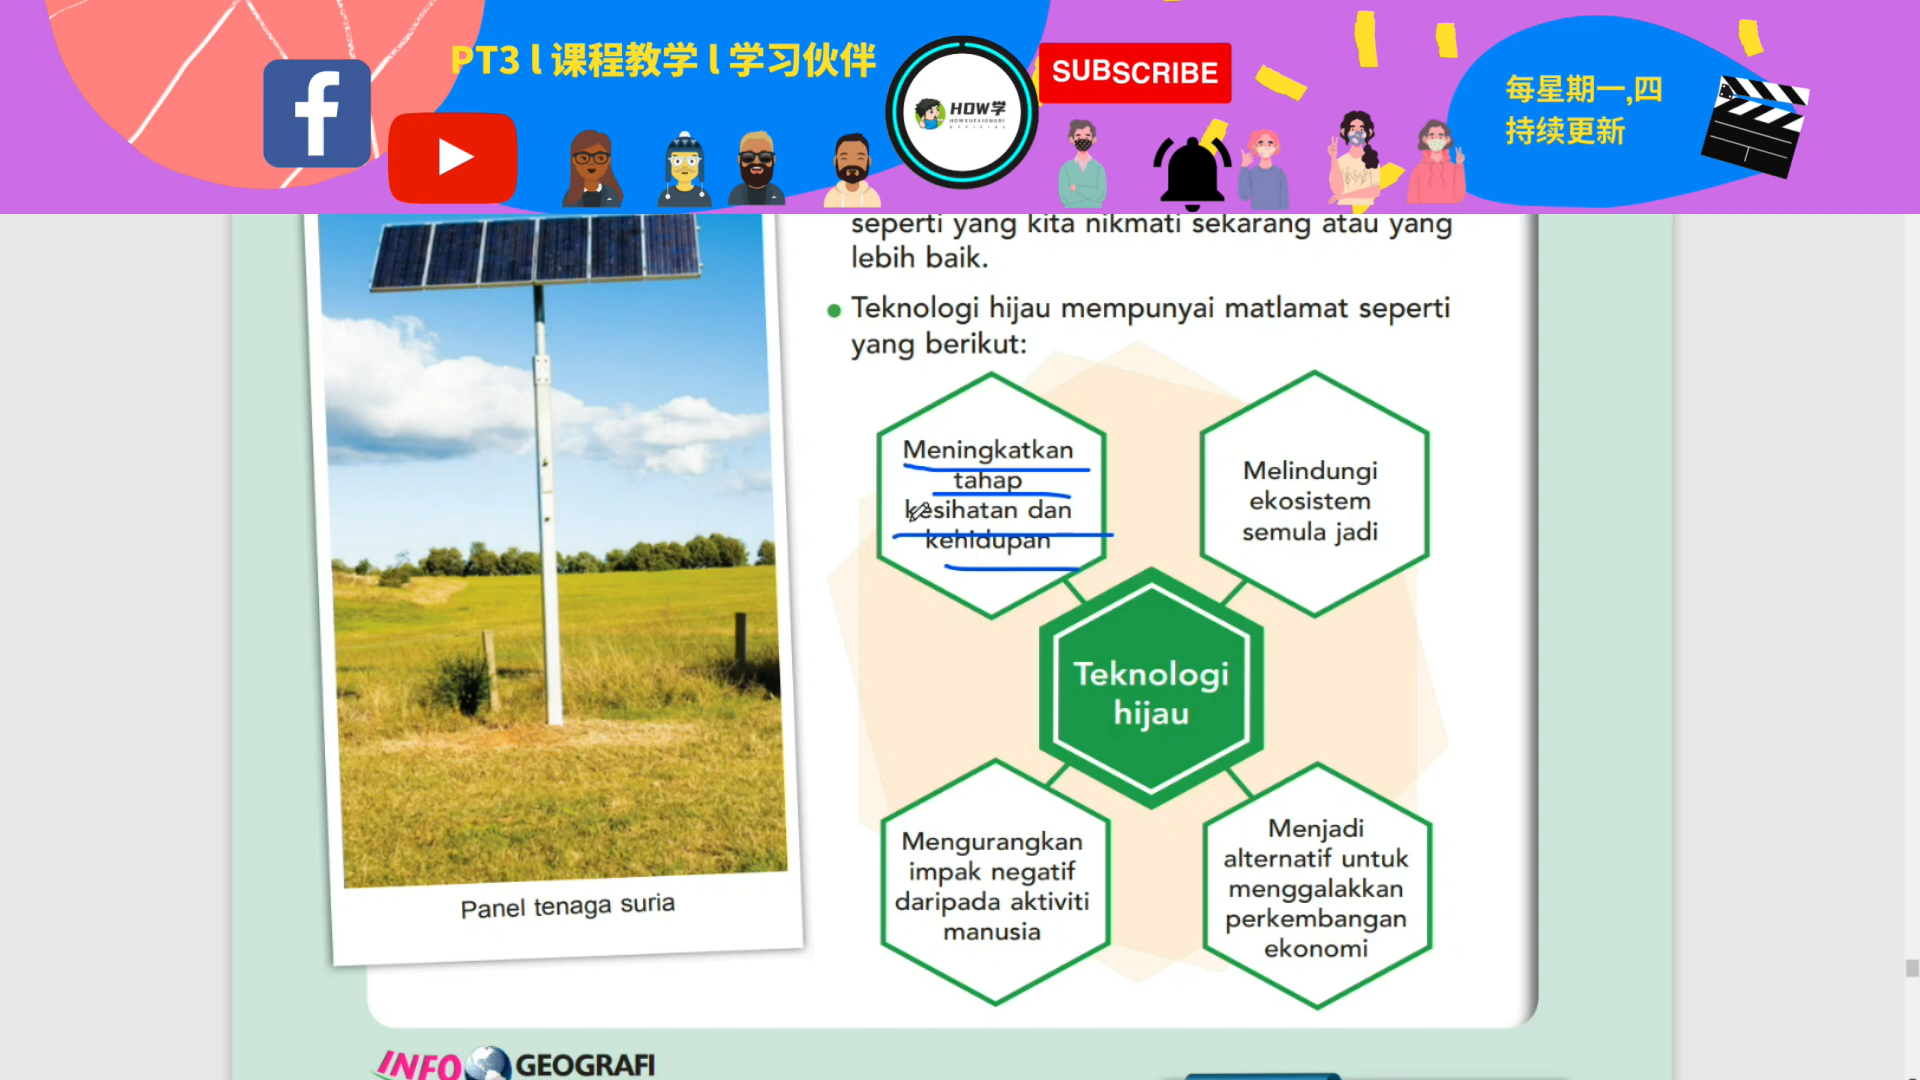 PT3 l 课程教学 l 学习伙伴
HOW学
SUBSCRIBE
每星期一,四
持续更新
seperti yang kita nikmati sekarang atau yang
lebih baik.
Teknologi hijau mempunyai matlamat seperti
yang berikut:
Meningkatkan
tahap
kesihatan dan
kehidupan
Melindungi
ekosistem
semula jadi
Teknologi
hijau
Mengurangkan
impak negatif
daripada aktiviti
manusia
Menjadi
alternatif untuk
menggalakkan
perkembangan
ekonomi
Panel tenaga suria
INFO GEOGRAFI